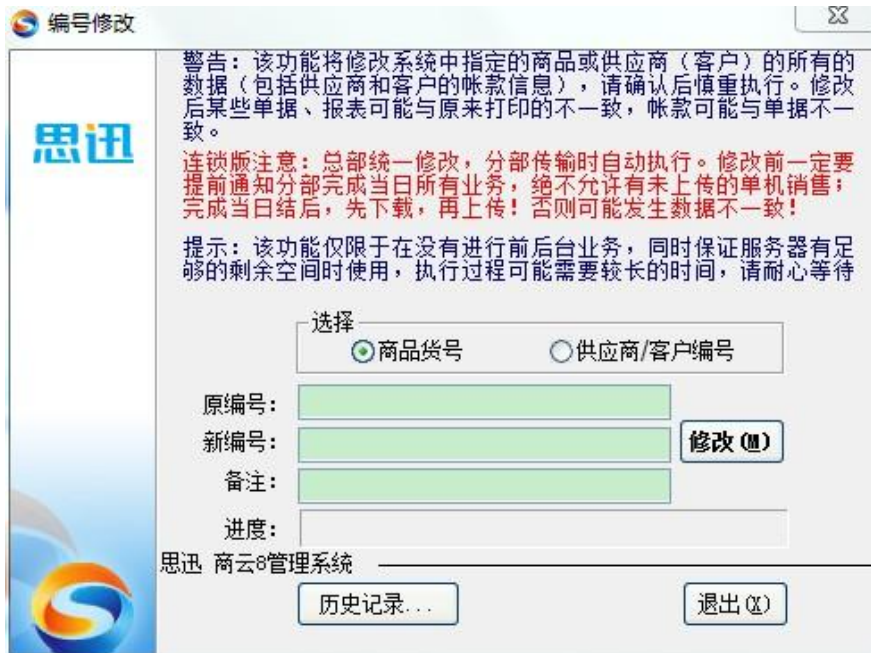 编号修改
警告：该功能将修改系统中指定的商品或供应商（客户）的所有的
数据（包括供应商和客户的帐款信息），请确认后慎重执行。修改
后某些单据、报表可能与原来打印的不一致，帐款可能与单据不一
致。
思迅
连锁版注意：总部统一修改，分部传输时自动执行。修改前一定要
提前通知分部完成当日所有业务，绝不允许有未上传的单机销售；
完成当日结后，先下载，再上传！否则可能发生数据不一致！
提示：该功能仅限于在没有进行前后台业务，同时保证服务器有足
够的剩余空间时使用，执行过程可能需要较长的时间，请耐心等待
选择
商品货号 供应商/客户编号
原编号：
新编号： 修改(M)
备注：
进度：
思迅 商云8管理系统
历史记录... 退出(X)